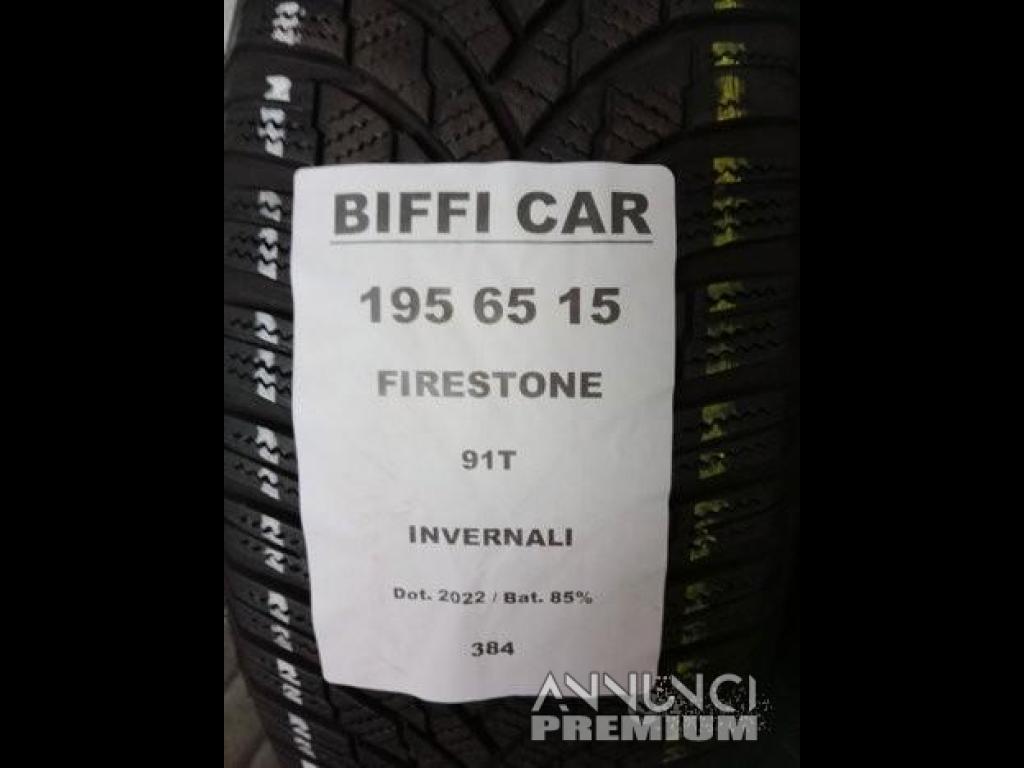 BIFFI CAR
195 65 15
FIRESTONE
91T
INVERNALI
Dot. 2022 / Bat. 85%
384
ANNUNCI
PREMIUM